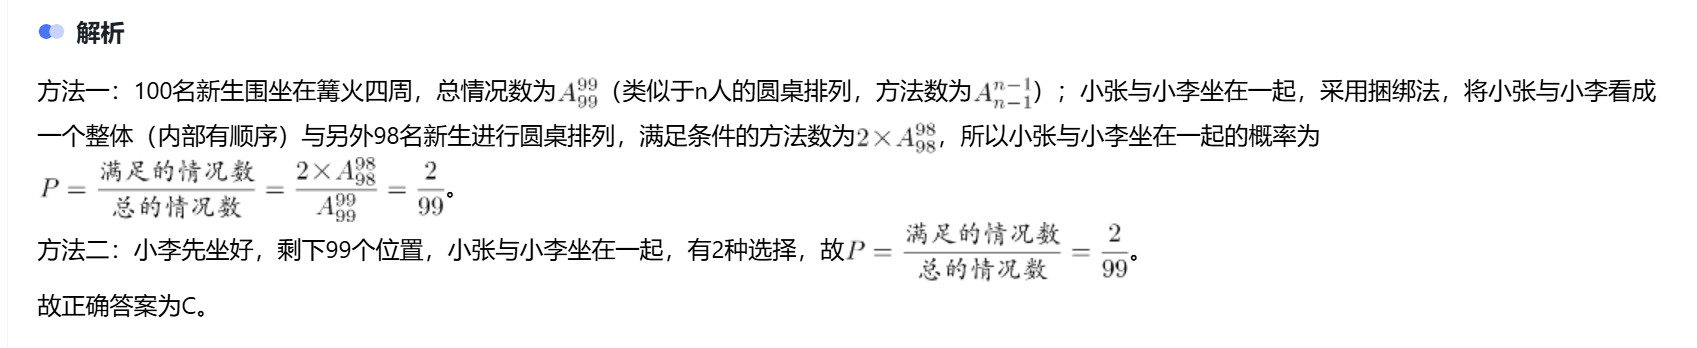 解析
方法一：100名新生围坐在篝火四周，总情况数为$A_{99}^{99}$（类似于n人的圆桌排列，方法数为$A_{n-1}^{n-1}$）；小张与小李坐在一起，采用捆绑法，将小张与小李看成
一个整体（内部有顺序）与另外98名新生进行圆桌排列，满足条件的方法数为$2×A_{98}^{98}$，所以小张与小李坐在一起的概率为
$P=\frac{满足的情况数}{总的情况数}=\frac{2×A_{98}^{98}}{A_{99}^{99}}=\frac{2}{99}$。
方法二：小李先坐好，剩下99个位置，小张与小李坐在一起，有2种选择，故$P=\frac{满足的情况数}{总的情况数}=\frac{2}{99}$。
故正确答案为C。